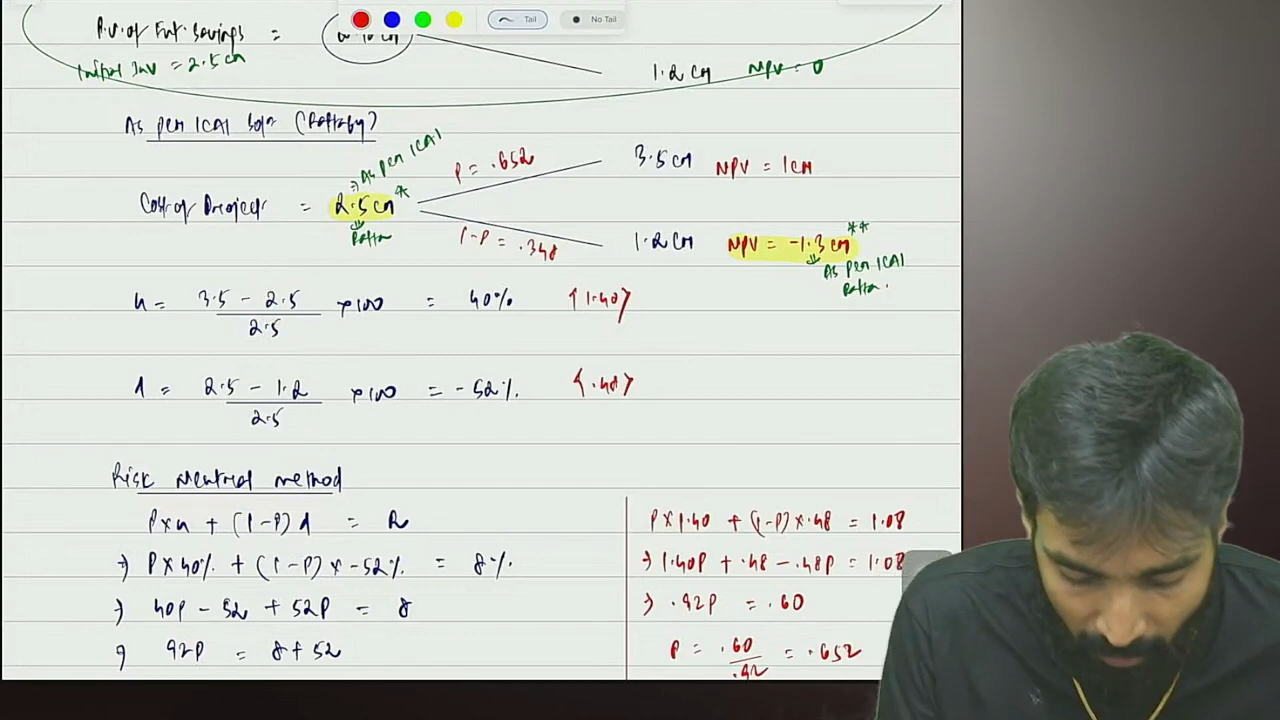 Tail No Tail
P.V. of Fut. Savings =
Initial Inv = 2.5 cr
1.2 cr NPV = 0
As per ICAI Solⁿ
⇒ As per ICAI
P = .652
3.5 cr NPV = 1 cr
Cost of Project = 2.5 cr *
1-P = .348
1.2 cr NPV = -1.3 cr **
As per ICAI
u = 3.5 - 2.5 / 2.5 × 100 = 40% {1.40}
d = 2.5 - 1.2 / 2.5 × 100 = -52% {.48}
Risk Neutral method
P×u + (1-P) d = R
⇒ P×40% + (1-P) × -52% = 8%
⇒ 40P - 52 + 52P = 8
⇒ 92P = 8+52
P×1.40 + (1-P)×.48 = 1.08
⇒ 1.40P + .48 - .48P = 1.08
⇒ .92P = .60
P = .60 / .92 = .652